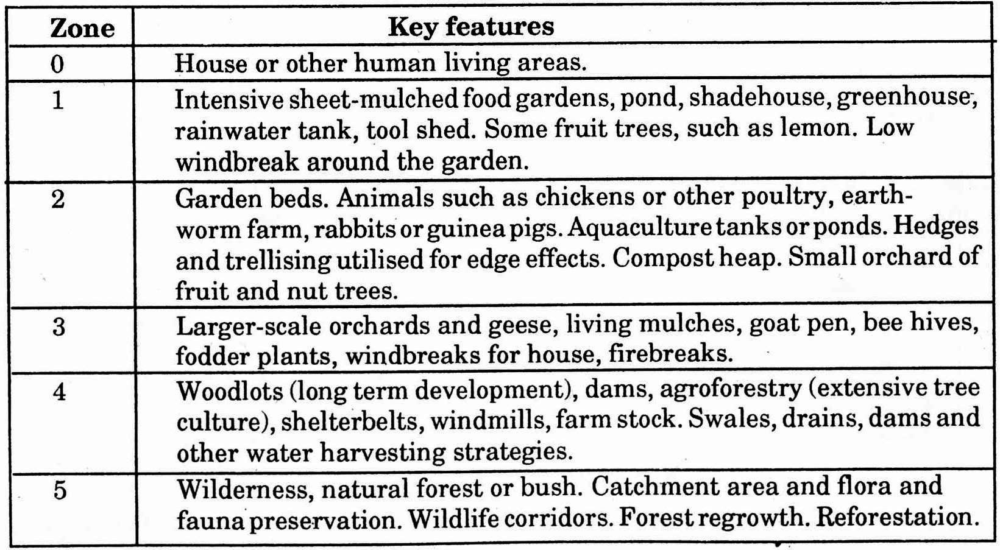 Zone Key features
0 House or other human living areas.
1 Intensive sheet-mulched food gardens, pond, shadehouse, greenhouse,
rainwater tank, tool shed. Some fruit trees, such as lemon. Low
windbreak around the garden.
2 Garden beds. Animals such as chickens or other poultry, earth-
worm farm, rabbits or guinea pigs. Aquaculture tanks or ponds. Hedges
and trellising utilised for edge effects. Compost heap. Small orchard of
fruit and nut trees.
3 Larger-scale orchards and geese, living mulches, goat pen, bee hives,
fodder plants, windbreaks for house, firebreaks.
4 Woodlots (long term development), dams, agroforestry (extensive tree
culture), shelterbelts, windmills, farm stock. Swales, drains, dams and
other water harvesting strategies.
5 Wilderness, natural forest or bush. Catchment area and flora and
fauna preservation. Wildlife corridors. Forest regrowth. Reforestation.